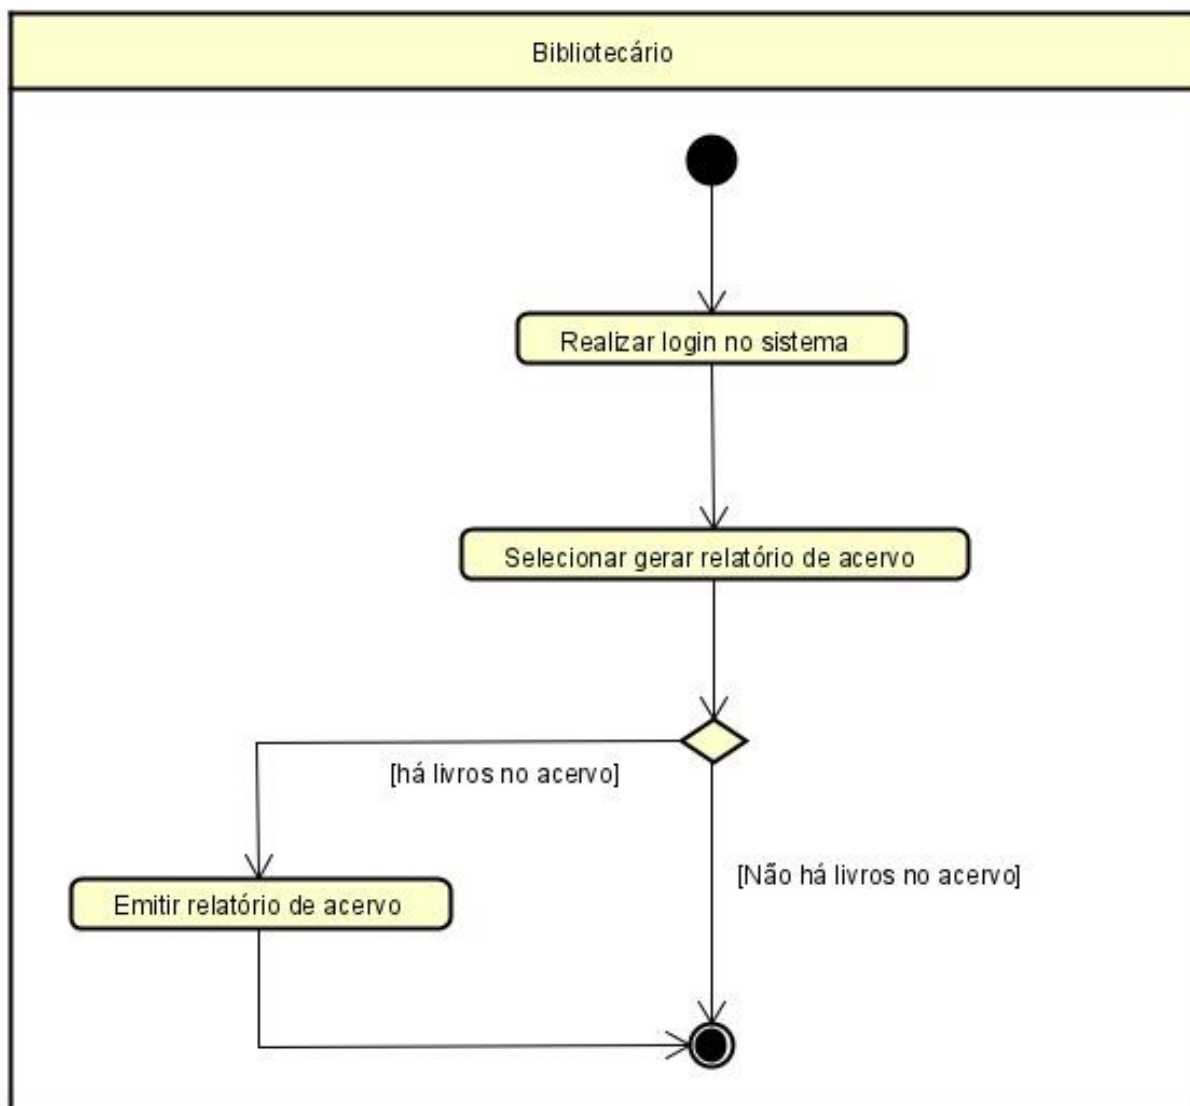 Bibliotecário
Realizar login no sistema
Selecionar gerar relatório de acervo
[há livros no acervo]
[Não há livros no acervo]
Emitir relatório de acervo